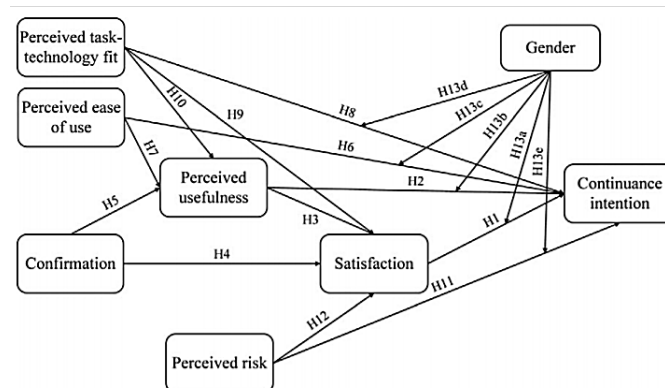 Perceived task-
technology fit
Gender
H13d
H13c
H13b
H13a
H13e
H10
H9
H8
Perceived ease
of use
H7
H6
Perceived
usefulness
H2
Continuance
intention
H5
H3
H1
Confirmation
H4
Satisfaction
H11
H12
Perceived risk